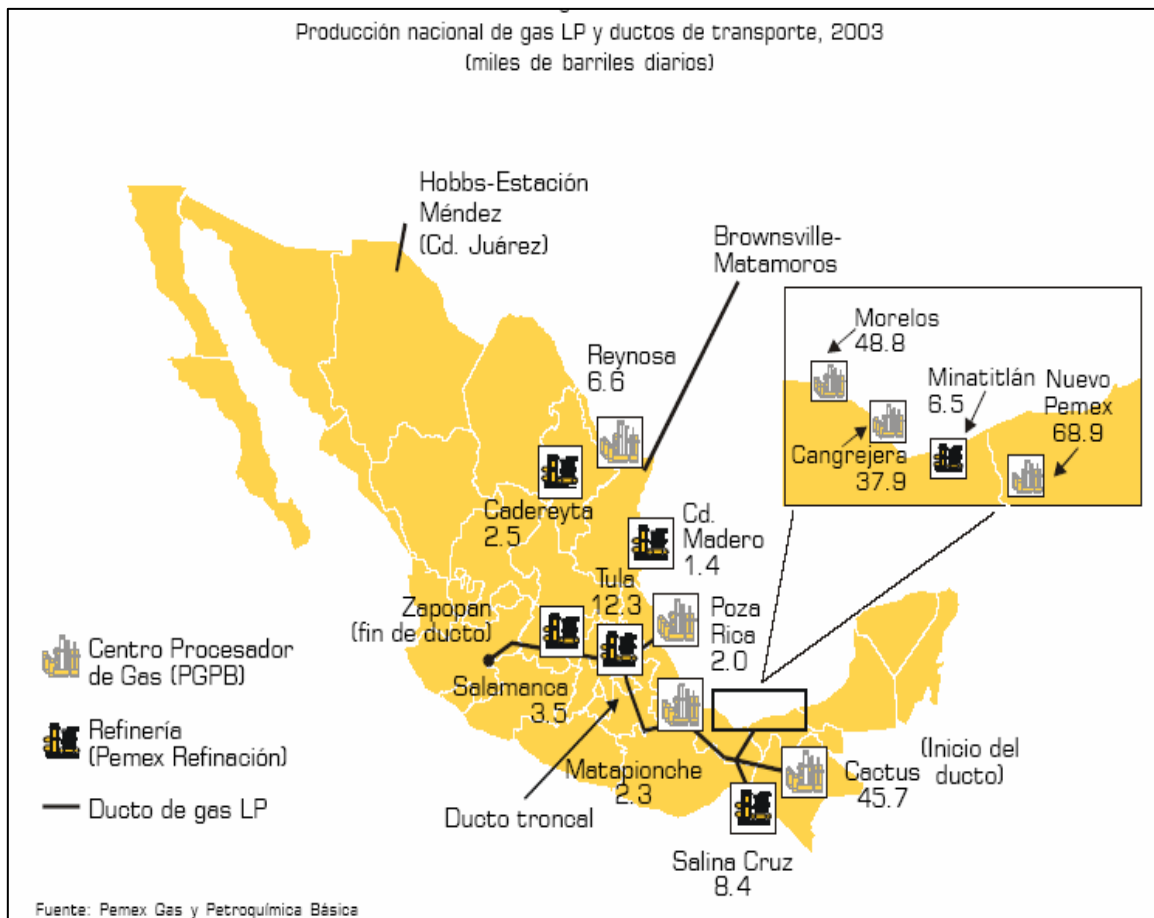 Producción nacional de gas LP y ductos de transporte, 2003
(miles de barriles diarios)
Hobbs-Estación
Méndez
(Cd. Juárez)
Brownsville-
Matamoros
Reynosa
6.6
Morelos
48.8
Minatitlán
6.5
Nuevo
Pemex
68.9
Cangrejera
37.9
Cadereyta
2.5
Cd.
Madero
1.4
Tula
12.3
Zapopan
(fin de ducto)
Poza
Rica
2.0
Salamanca
3.5
Matapionche
2.3
Ducto troncal
(Inicio del
ducto)
Cactus
45.7
Salina Cruz
8.4
Centro Procesador
de Gas (PGPB)
Refinería
(Pemex Refinación)
Ducto de gas LP
Fuente: Pemex Gas y Petroquímica Básica